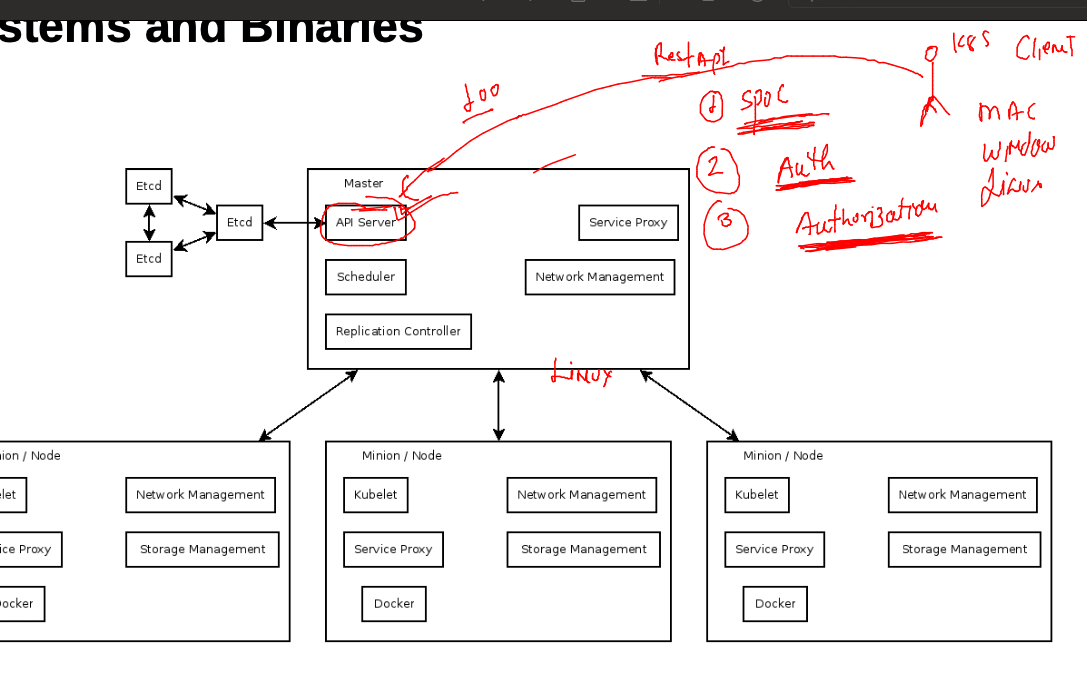 stems and Binaries
K8S Client
Rest Api
100
① SPOC
MAC
Window
Linux
② Auth
③ Authorization
Master
Etcd
Etcd
Etcd
API Server
Service Proxy
Scheduler
Network Management
Replication Controller
Linux
ion / Node
elet
Network Management
ice Proxy
Storage Management
ocker
Minion / Node
Kubelet
Network Management
Service Proxy
Storage Management
Docker
Minion / Node
Kubelet
Network Management
Service Proxy
Storage Management
Docker